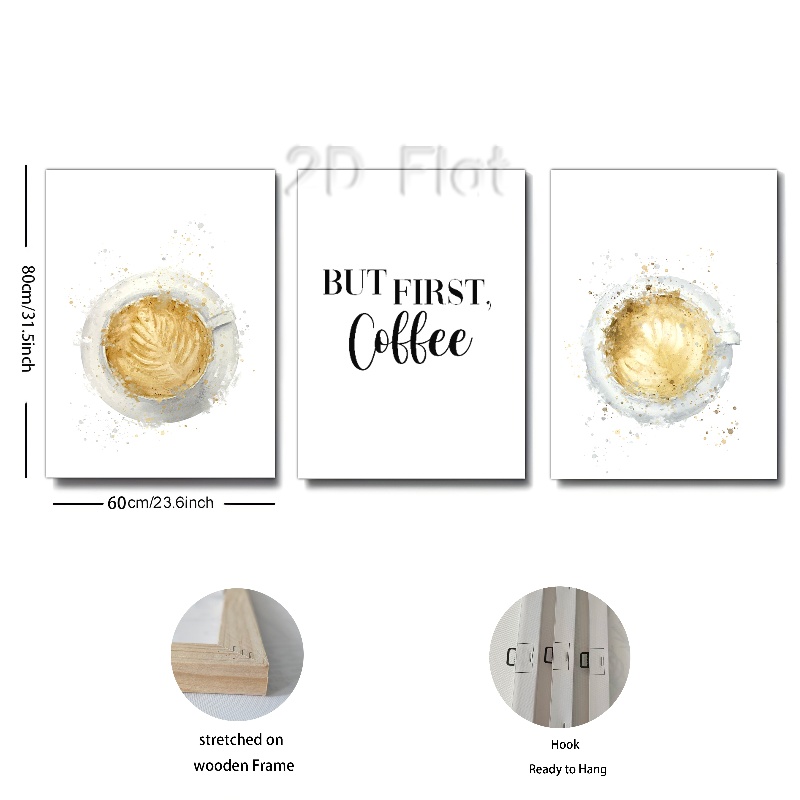 2D Flat
80cm/31.5inch
BUT FIRST,
Coffee
60cm/23.6inch
stretched on
wooden Frame
Hook
Ready to Hang